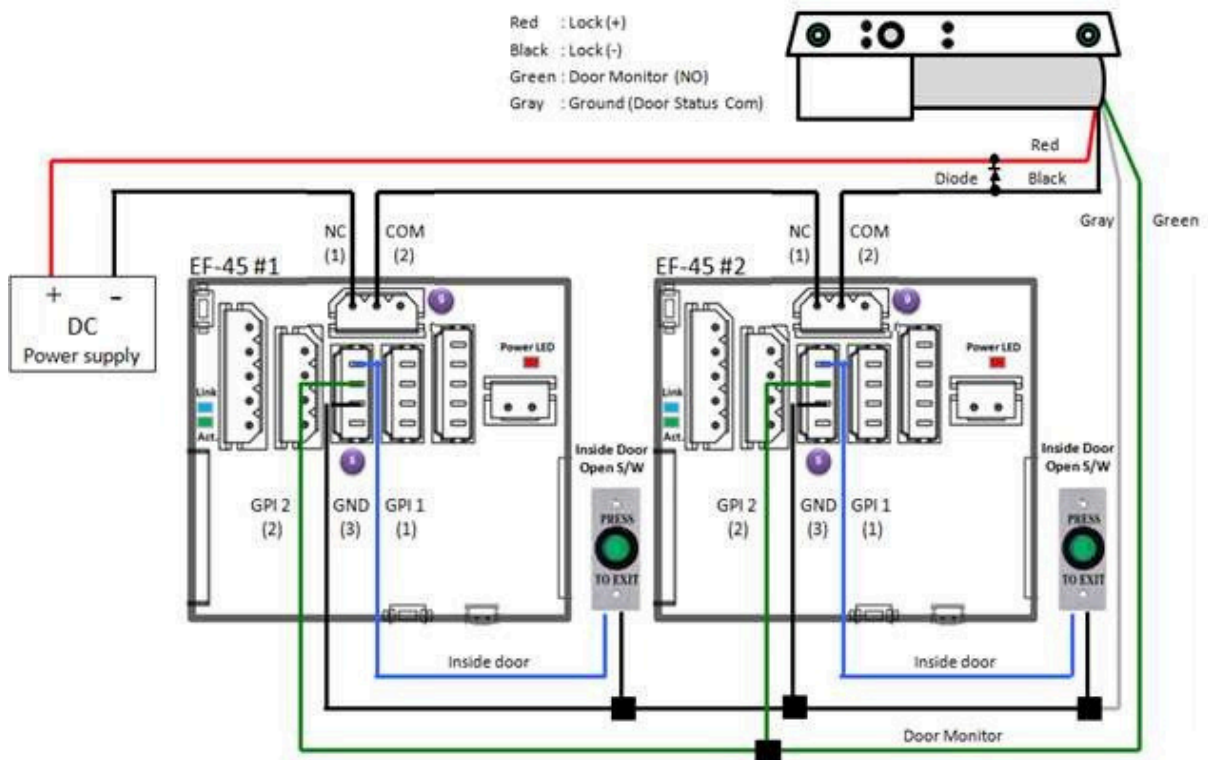 Red : Lock (+)
Black : Lock (-)
Green : Door Monitor (NO)
Gray : Ground (Door Status Com)
Red
Diode
Black
Gray
Green
NC
(1)
COM
(2)
NC
(1)
COM
(2)
EF-45 #1
EF-45 #2
+ -
DC
Power supply
Power LED
Link
Act.
Power LED
Link
Act.
Inside Door
Open S/W
Inside Door
Open S/W
GPI 2
(2)
GND
(3)
GPI 1
(1)
PRESS
TO EXIT
GPI 2
(2)
GND
(3)
GPI 1
(1)
PRESS
TO EXIT
Inside door
Inside door
Door Monitor